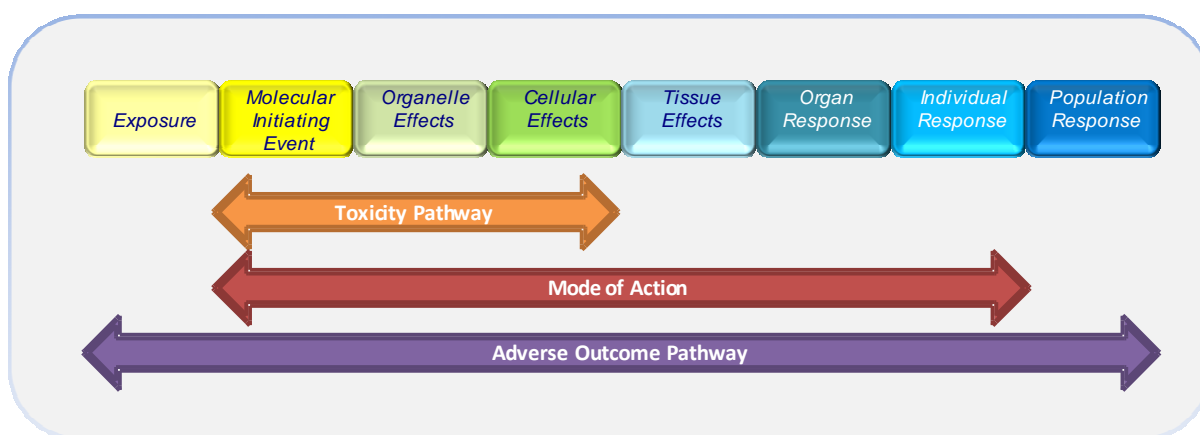 Exposure
Molecular
Initiating
Event
Organelle
Effects
Cellular
Effects
Tissue
Effects
Organ
Response
Individual
Response
Population
Response
Toxicity Pathway
Mode of Action
Adverse Outcome Pathway